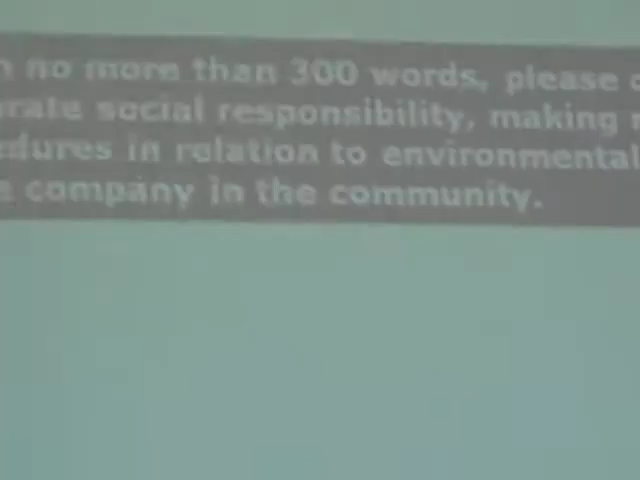 no more than 300 words, please
social responsibility, making
in relation to environmental
company in the community.